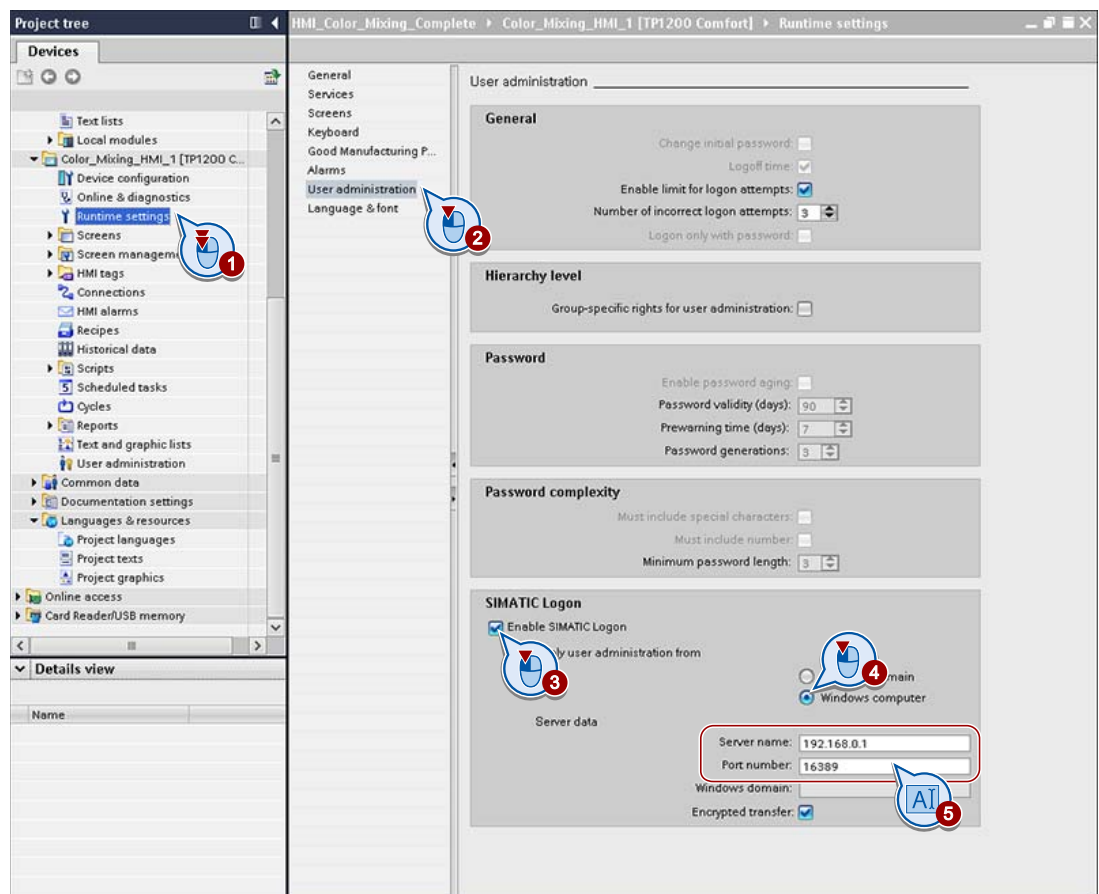 Project tree
HMI_Color_Mixing_Complete ▸ Color_Mixing_HMI_1 [TP1200 Comfort] ▸ Runtime settings
Devices
Text lists
Local modules
Color_Mixing_HMI_1 [TP1200 C...
Device configuration
Online & diagnostics
Runtime settings
1
Screens
Screen managem
HMI tags
Connections
HMI alarms
Recipes
Historical data
Scripts
5 Scheduled tasks
Cycles
Reports
Text and graphic lists
User administration
Common data
Documentation settings
Languages & resources
Project languages
Project texts
Project graphics
Online access
Card Reader/USB memory
Details view
Name
General
Services
Screens
Keyboard
Good Manufacturing P...
Alarms
User administration
2
Language & font
User administration
General
Change initial password:
Logoff time:
Enable limit for logon attempts:
Number of incorrect logon attempts: 3
Logon only with password:
Hierarchy level
Group-specific rights for user administration:
Password
Enable password aging:
Password validity (days): 90
Prewarning time (days): 7
Password generations: 3
Password complexity
Must include special characters:
Must include number:
Minimum password length: 3
SIMATIC Logon
Enable SIMATIC Logon
3
ly user administration from
4
main
Windows computer
Server data
Server name: 192.168.0.1
Port number: 16389
Windows domain:
AI
5
Encrypted transfer: